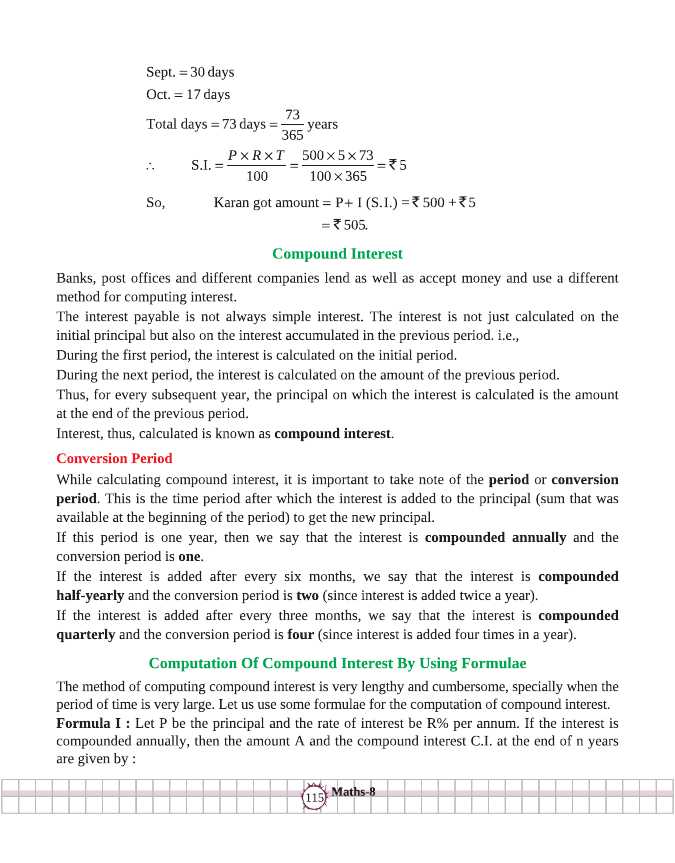 Sept. = 30 days
Oct. = 17 days
Total days = 73 days = 73/365 years
∴ S.I. = P × R × T / 100 = 500 × 5 × 73 / 100 × 365 = ₹ 5
So, Karan got amount = P+ I (S.I.) = ₹ 500 + ₹ 5
= ₹ 505.
Compound Interest
Banks, post offices and different companies lend as well as accept money and use a different
method for computing interest.
The interest payable is not always simple interest. The interest is not just calculated on the
initial principal but also on the interest accumulated in the previous period. i.e.,
During the first period, the interest is calculated on the initial period.
During the next period, the interest is calculated on the amount of the previous period.
Thus, for every subsequent year, the principal on which the interest is calculated is the amount
at the end of the previous period.
Interest, thus, calculated is known as compound interest.
Conversion Period
While calculating compound interest, it is important to take note of the period or conversion
period. This is the time period after which the interest is added to the principal (sum that was
available at the beginning of the period) to get the new principal.
If this period is one year, then we say that the interest is compounded annually and the
conversion period is one.
If the interest is added after every six months, we say that the interest is compounded
half-yearly and the conversion period is two (since interest is added twice a year).
If the interest is added after every three months, we say that the interest is compounded
quarterly and the conversion period is four (since interest is added four times in a year).
Computation Of Compound Interest By Using Formulae
The method of computing compound interest is very lengthy and cumbersome, specially when the
period of time is very large. Let us use some formulae for the computation of compound interest.
Formula I : Let P be the principal and the rate of interest be R% per annum. If the interest is
compounded annually, then the amount A and the compound interest C.I. at the end of n years
are given by :
115 Maths-8